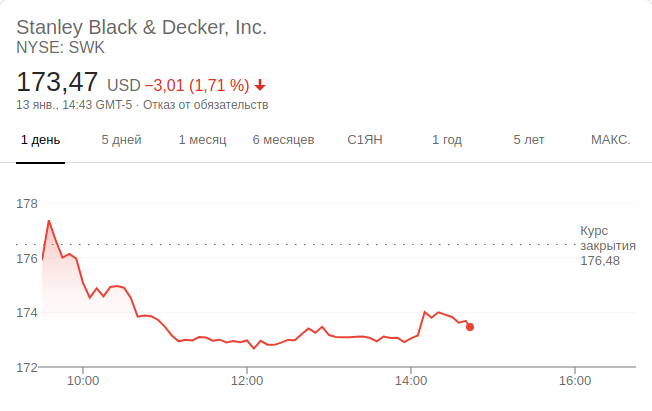 Stanley Black & Decker, Inc.
NYSE: SWK
173,47 USD −3,01 (1,71 %)
13 янв., 14:43 GMT-5 · Отказ от обязательств
1 день 5 дней 1 месяц 6 месяцев С1ЯН 1 год 5 лет МАКС.
178
Курс
закрытия
176,48
176
174
172
10:00 12:00 14:00 16:00